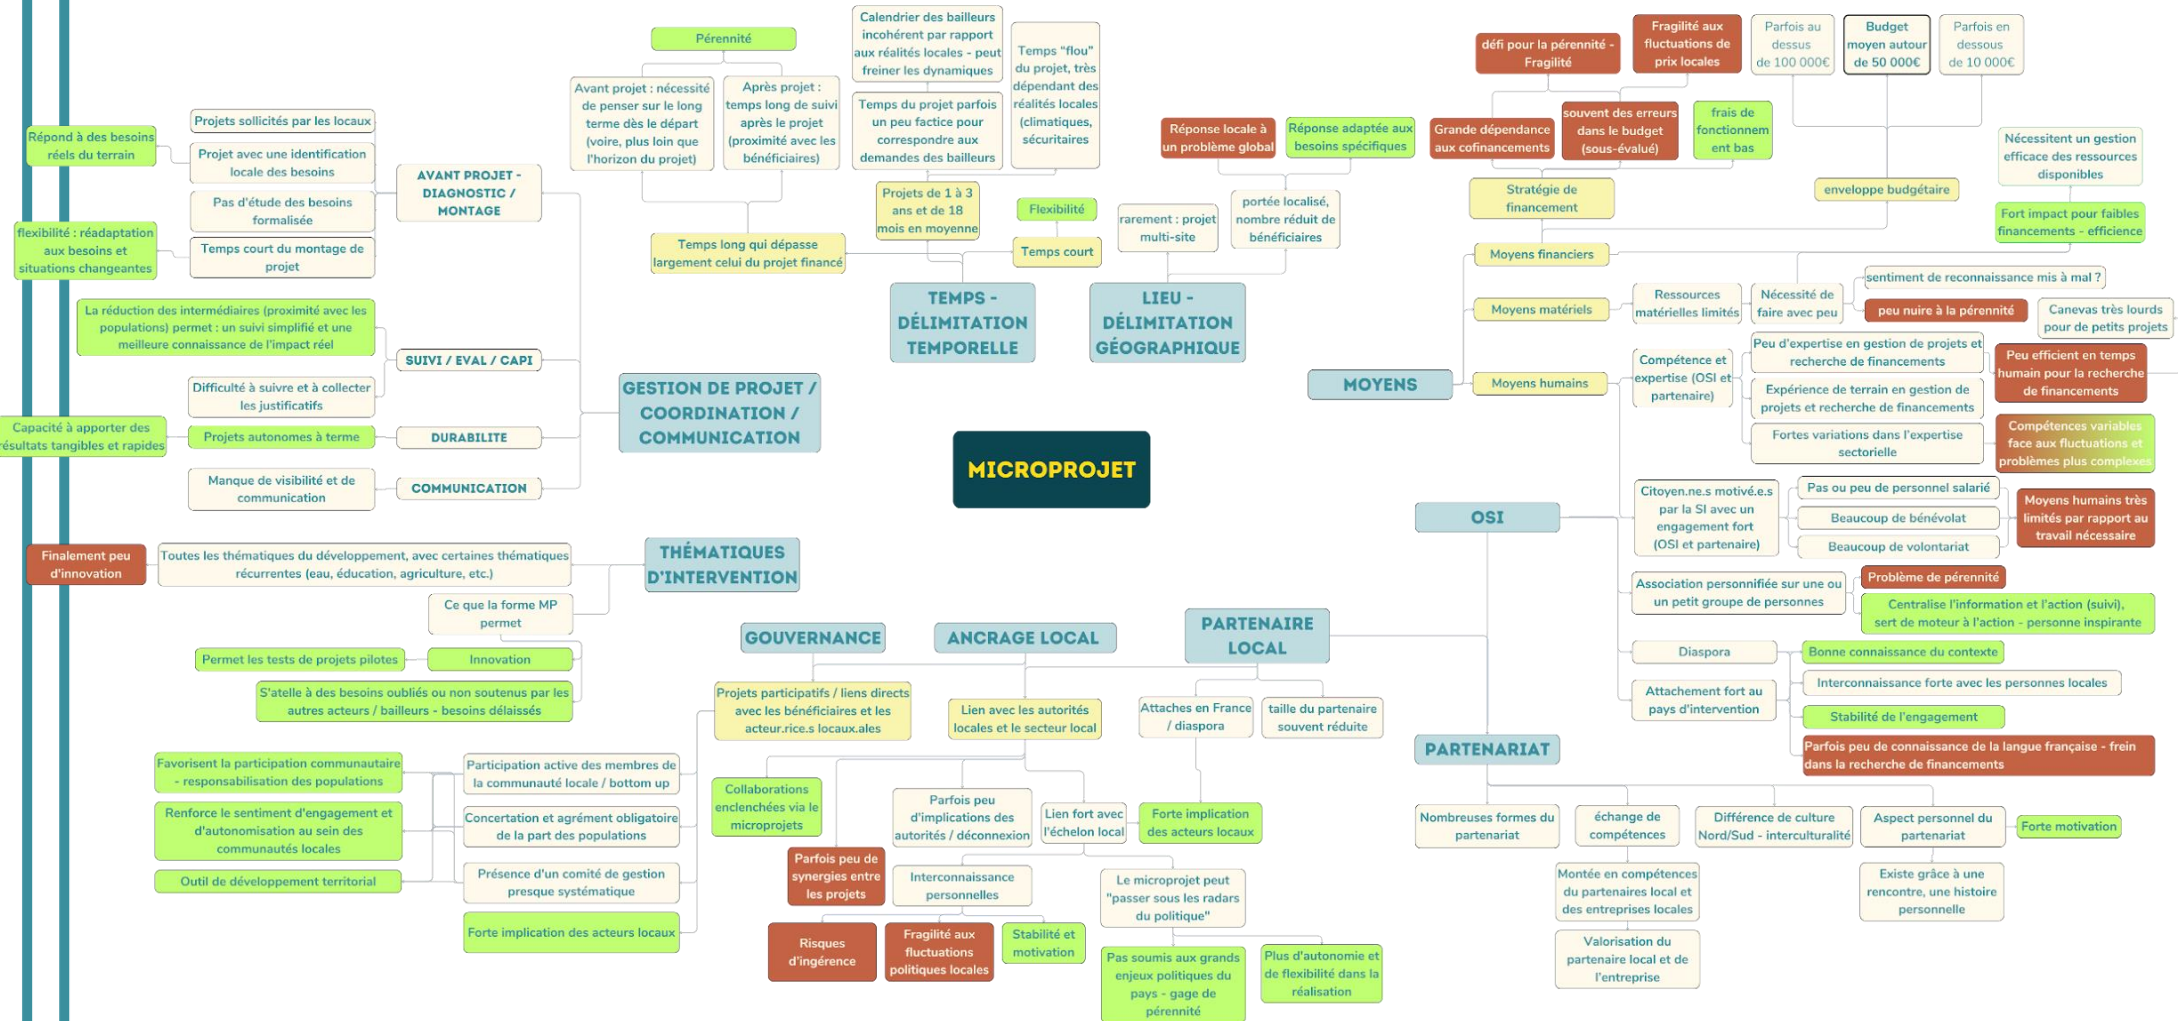 Pérennité
Avant projet : nécessité
de penser sur le long
terme dès le départ
(voire, plus loin que
l'horizon du projet)
Après projet :
temps long de suivi
après le projet
(proximité avec les
bénéficiaires)
Temps long qui dépasse
largement celui du projet financé
Calendrier des bailleurs
incohérent par rapport
aux réalités locales - peut
freiner les dynamiques
Temps du projet parfois
un peu factice pour
correspondre aux
demandes des bailleurs
Temps "flou"
du projet, très
dépendant des
réalités locales
(climatiques,
sécuritaires
Projets de 1 à 3
ans et de 18
mois en moyenne
Flexibilité
Temps court
TEMPS -
DÉLIMITATION
TEMPORELLE
Réponse locale à
un problème global
Réponse adaptée aux
besoins spécifiques
rarement : projet
multi-site
portée localisé,
nombre réduit de
bénéficiaires
LIEU -
DÉLIMITATION
GÉOGRAPHIQUE
défi pour la pérennité -
Fragilité
Fragilité aux
fluctuations de
prix locales
Grande dépendance
aux cofinancements
souvent des erreurs
dans le budget
(sous-évalué)
frais de
fonctionnem
ent bas
Stratégie de
financement
Parfois au
dessus
de 100 000€
Budget
moyen autour
de 50 000€
Parfois en
dessous
de 10 000€
enveloppe budgétaire
Nécessitent un gestion
efficace des ressources
disponibles
Fort impact pour faibles
financements - efficience
Moyens financiers
Moyens matériels
Ressources
matérielles limités
Nécessité de
faire avec peu
sentiment de reconnaissance mis à mal ?
peu nuire à la pérennité
Canevas très lourds
pour de petits projets
MOYENS
Moyens humains
Compétence et
expertise (OSI et
partenaire)
Peu d'expertise en gestion de projets et
recherche de financements
Peu efficient en temps
humain pour la recherche
de financements
Expérience de terrain en gestion de
projets et recherche de financements
Fortes variations dans l'expertise
sectorielle
Compétences variables
face aux fluctuations et
problèmes plus complexes
Citoyen.ne.s motivé.e.s
par la SI avec un
engagement fort
(OSI et partenaire)
Pas ou peu de personnel salarié
Beaucoup de bénévolat
Beaucoup de volontariat
Moyens humains très
limités par rapport au
travail nécessaire
Projets sollicités par les locaux
Répond à des besoins
réels du terrain
Projet avec une identification
locale des besoins
Pas d'étude des besoins
formalisée
flexibilité : réadaptation
aux besoins et
situations changeantes
Temps court du montage de
projet
AVANT PROJET -
DIAGNOSTIC /
MONTAGE
La réduction des intermédiaires (proximité avec les
populations) permet : un suivi simplifié et une
meilleure connaissance de l'impact réel
SUIVI / EVAL / CAPI
Difficulté à suivre et à collecter
les justificatifs
Capacité à apporter des
résultats tangibles et rapides
Projets autonomes à terme
DURABILITE
Manque de visibilité et de
communication
COMMUNICATION
GESTION DE PROJET /
COORDINATION /
COMMUNICATION
MICROPROJET
Finalement peu
d'innovation
Toutes les thématiques du développement, avec certaines thématiques
récurrentes (eau, éducation, agriculture, etc.)
THÉMATIQUES
D'INTERVENTION
Ce que la forme MP
permet
Permet les tests de projets pilotes
Innovation
S'atelle à des besoins oubliés ou non soutenus par les
autres acteurs / bailleurs - besoins délaissés
GOUVERNANCE
ANCRAGE LOCAL
PARTENAIRE
LOCAL
Projets participatifs / liens directs
avec les bénéficiaires et les
acteur.rice.s locaux.ales
Lien avec les autorités
locales et le secteur local
Attaches en France
/ diaspora
taille du partenaire
souvent réduite
Favorisent la participation communautaire
- responsabilisation des populations
Renforce le sentiment d'engagement et
d'autonomisation au sein des
communautés locales
Outil de développement territorial
Participation active des membres de
la communauté locale / bottom up
Concertation et agrément obligatoire
de la part des populations
Présence d'un comité de gestion
presque systématique
Forte implication des acteurs locaux
Collaborations
enclenchées via le
microprojets
Parfois peu
d'implications des
autorités / déconnexion
Lien fort avec
l'échelon local
Forte implication
des acteurs locaux
Parfois peu de
synergies entre
les projets
Interconnaissance
personnelles
Le microprojet peut
"passer sous les radars
du politique"
Risques
d'ingérence
Fragilité aux
fluctuations
politiques locales
Stabilité et
motivation
Pas soumis aux grands
enjeux politiques du
pays - gage de
pérennité
Plus d'autonomie et
de flexibilité dans la
réalisation
OSI
Association personnifiée sur une ou
un petit groupe de personnes
Problème de pérennité
Centralise l'information et l'action (suivi),
sert de moteur à l'action - personne inspirante
Diaspora
Bonne connaissance du contexte
Attachement fort au
pays d'intervention
Interconnaissance forte avec les personnes locales
Stabilité de l'engagement
Parfois peu de connaissance de la langue française - frein
dans la recherche de financements
PARTENARIAT
Nombreuses formes du
partenariat
échange de
compétences
Différence de culture
Nord/Sud - interculturalité
Aspect personnel du
partenariat
Forte motivation
Montée en compétences
du partenaires local et
des entreprises locales
Existe grâce à une
rencontre, une histoire
personnelle
Valorisation du
partenaire local et de
l'entreprise